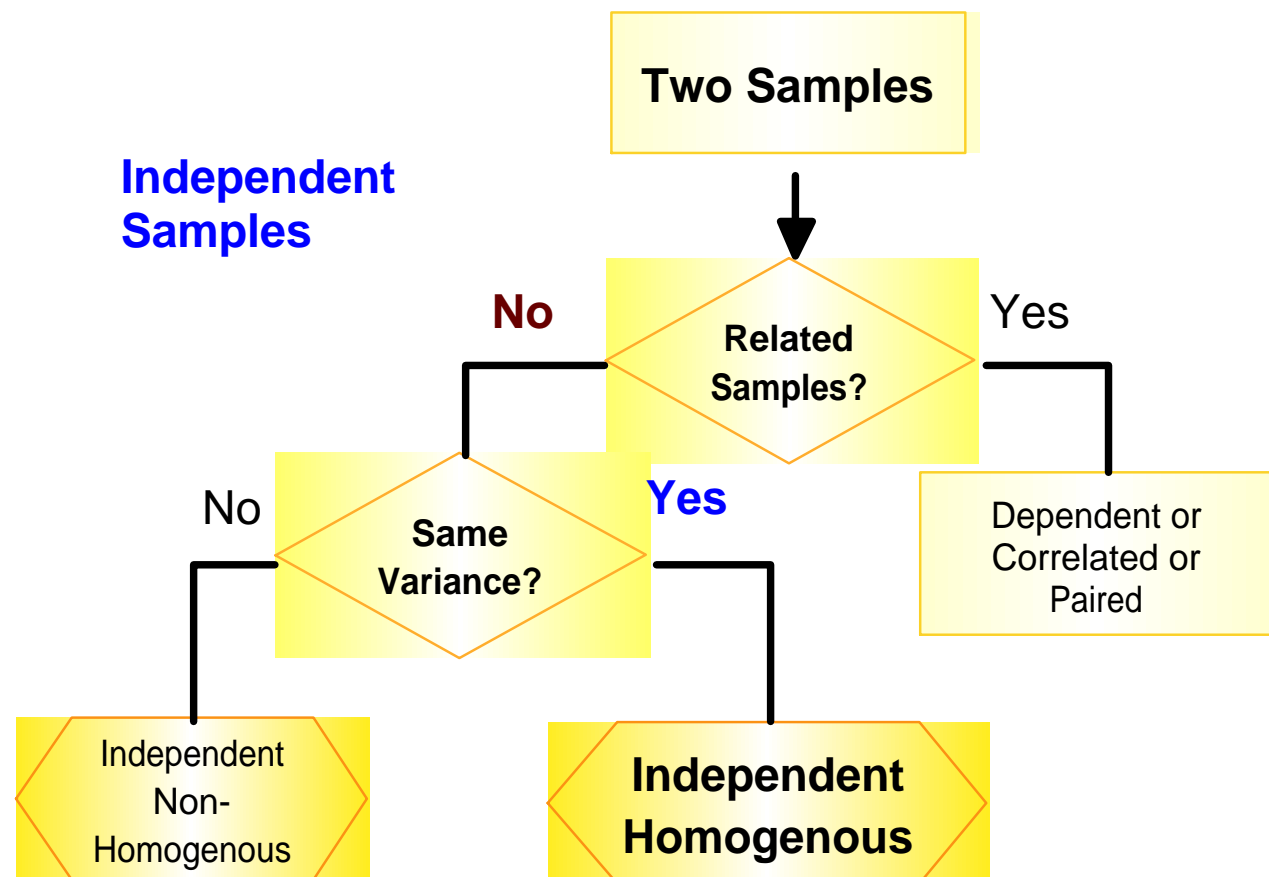 Two Samples
Independent
Samples
No
Yes
Related
Samples?
No
Yes
Same
Variance?
Dependent or
Correlated or
Paired
Independent
Non-
Homogenous
Independent
Homogenous